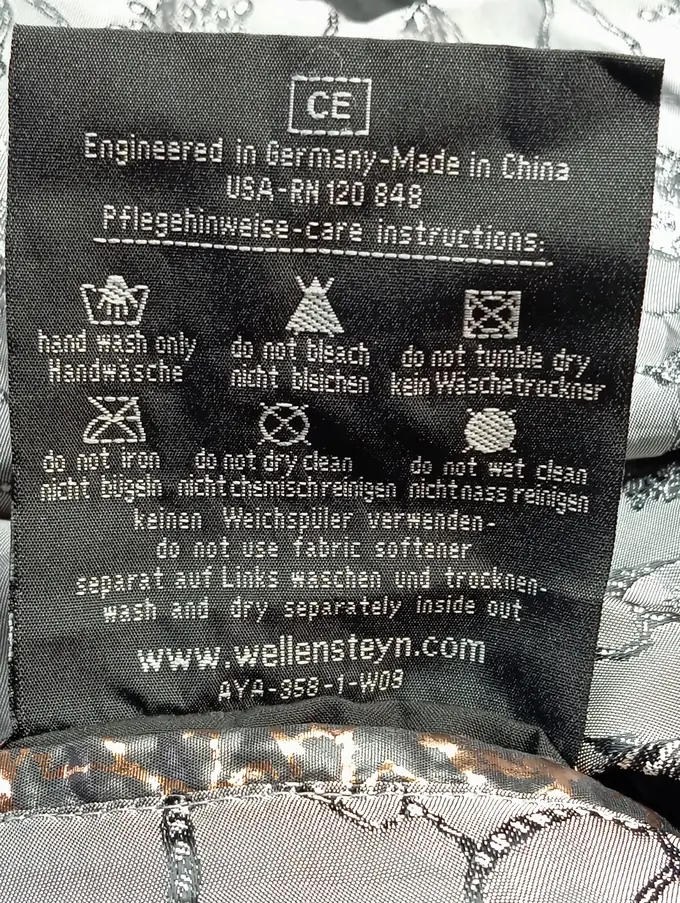 CE
Engineered in Germany-Made in China
USA-RN 120 848
Pflegehinweise-care instructions:
hand wash only
Handwäsche
do not bleach
nicht bleichen
do not tumble dry
kein Wäschetrockner
do not iron
nicht bügeln
do not dry clean
nicht chemisch reinigen
do not wet clean
nicht nass reinigen
keinen Weichspüler verwenden-
do not use fabric softener
separat auf Links waschen und trocknen-
wash and dry separately inside out
www.wellensteyn.com
AYA-358-1-W09